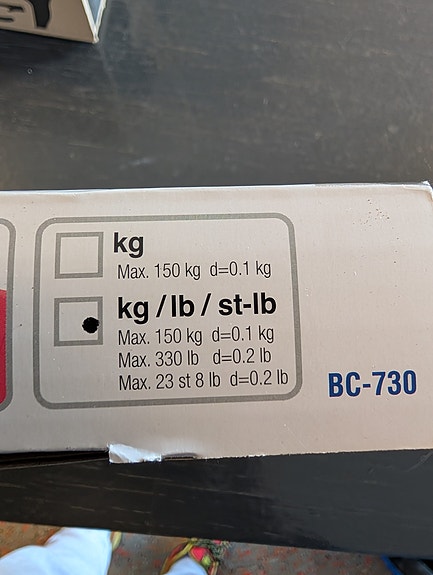 kg
Max. 150 kg d=0.1 kg
kg / lb / st-lb
Max. 150 kg d=0.1 kg
Max. 330 lb d=0.2 lb
Max. 23 st 8 lb d=0.2 lb
BC-730